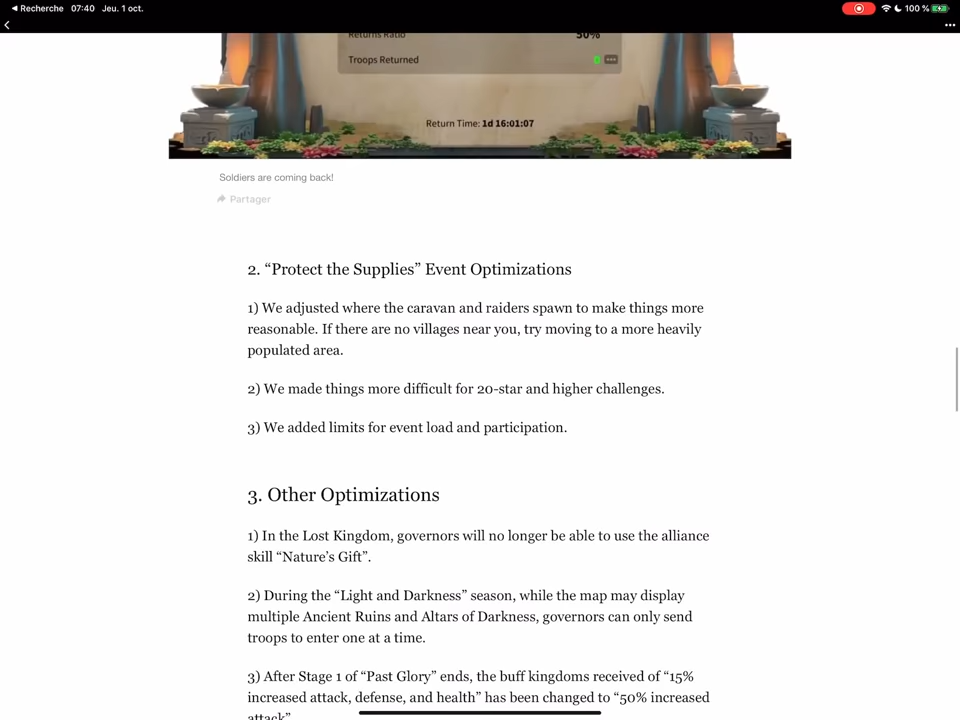 Recherche 07:40 Jeu. 1 oct. 100 %
Returns Ratio 50%
Troops Returned 0
Return Time: 1d 16:01:07
Soldiers are coming back!
Partager
2. “Protect the Supplies” Event Optimizations
1) We adjusted where the caravan and raiders spawn to make things more
reasonable. If there are no villages near you, try moving to a more heavily
populated area.
2) We made things more difficult for 20-star and higher challenges.
3) We added limits for event load and participation.
3. Other Optimizations
1) In the Lost Kingdom, governors will no longer be able to use the alliance
skill “Nature’s Gift”.
2) During the “Light and Darkness” season, while the map may display
multiple Ancient Ruins and Altars of Darkness, governors can only send
troops to enter one at a time.
3) After Stage 1 of “Past Glory” ends, the buff kingdoms received of “15%
increased attack, defense, and health” has been changed to “50% increased
attack”